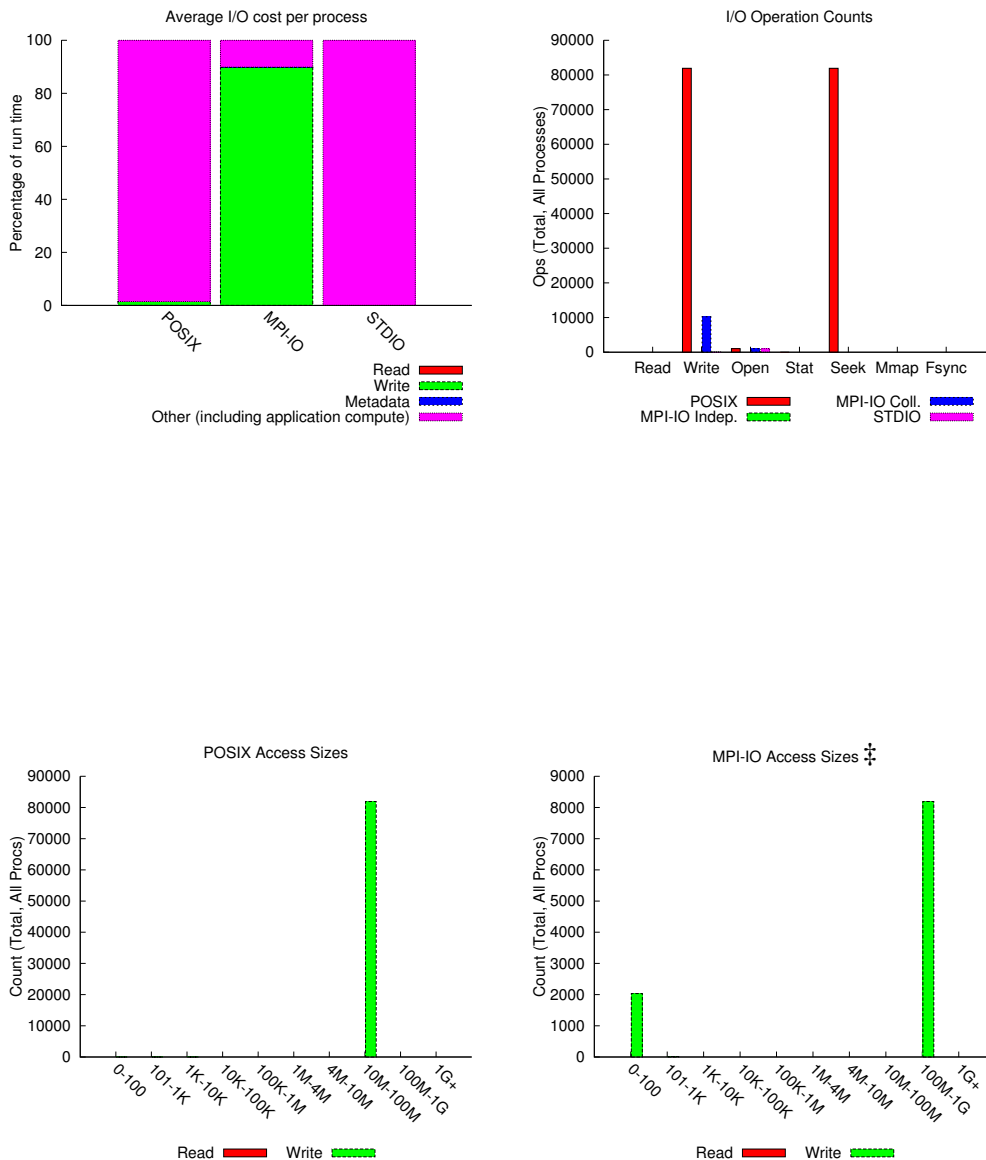 Average I/O cost per process
Percentage of run time
100
80
60
40
20
0
POSIX
MPI-IO
STDIO
Read
Write
Metadata
Other (including application compute)
I/O Operation Counts
Ops (Total, All Processes)
90000
80000
70000
60000
50000
40000
30000
20000
10000
0
Read Write Open Stat Seek Mmap Fsync
POSIX MPI-IO Coll.
MPI-IO Indep. STDIO
POSIX Access Sizes
Count (Total, All Procs)
90000
80000
70000
60000
50000
40000
30000
20000
10000
0
0-100
101-1K
1K-10K
10K-100K
100K-1M
1M-4M
4M-10M
10M-100M
100M-1G
1G+
Read Write
MPI-IO Access Sizes ‡
Count (Total, All Procs)
9000
8000
7000
6000
5000
4000
3000
2000
1000
0
0-100
101-1K
1K-10K
10K-100K
100K-1M
1M-4M
4M-10M
10M-100M
100M-1G
1G+
Read Write